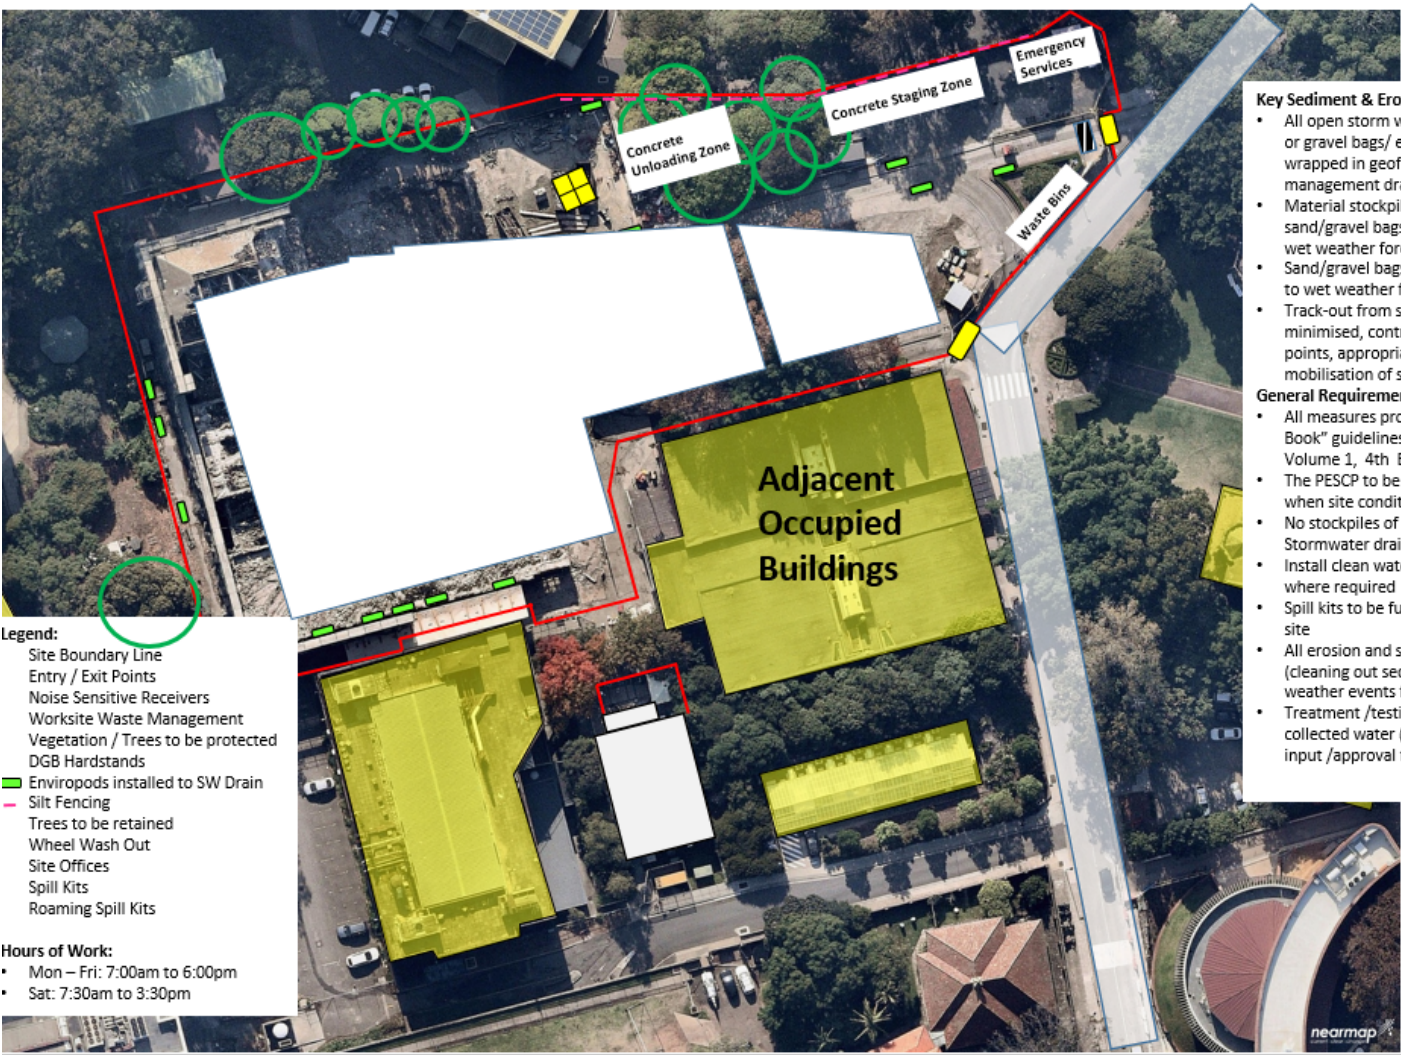 Emergency
Services
Concrete Staging Zone
Concrete
Unloading Zone
Waste Bins
Adjacent
Occupied
Buildings
Legend:
Site Boundary Line
Entry / Exit Points
Noise Sensitive Receivers
Worksite Waste Management
Vegetation / Trees to be protected
DGB Hardstands
Enviropods installed to SW Drain
Silt Fencing
Trees to be retained
Wheel Wash Out
Site Offices
Spill Kits
Roaming Spill Kits
Hours of Work:
• Mon – Fri: 7:00am to 6:00pm
• Sat: 7:30am to 3:30pm
Key Sediment & Ero
• All open storm w
or gravel bags/ e
wrapped in geof
management dra
• Material stockpi
sand/gravel bags
wet weather for
• Sand/gravel bag
to wet weather f
• Track-out from s
minimised, cont
points, appropria
mobilisation of s
General Requireme
• All measures pro
Book” guidelines
Volume 1, 4th E
• The PESCP to be
when site condit
• No stockpiles of
Stormwater drai
• Install clean wat
where required
• Spill kits to be fu
site
• All erosion and s
(cleaning out sed
weather events f
• Treatment /testi
collected water (
input /approval f
nearmap